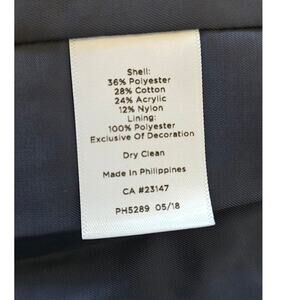 Shell:
36% Polyester
28% Cotton
24% Acrylic
12% Nylon
Lining:
100% Polyester
Exclusive Of Decoration
Dry Clean
Made In Philippines
CA #23147
PH5289 05/18